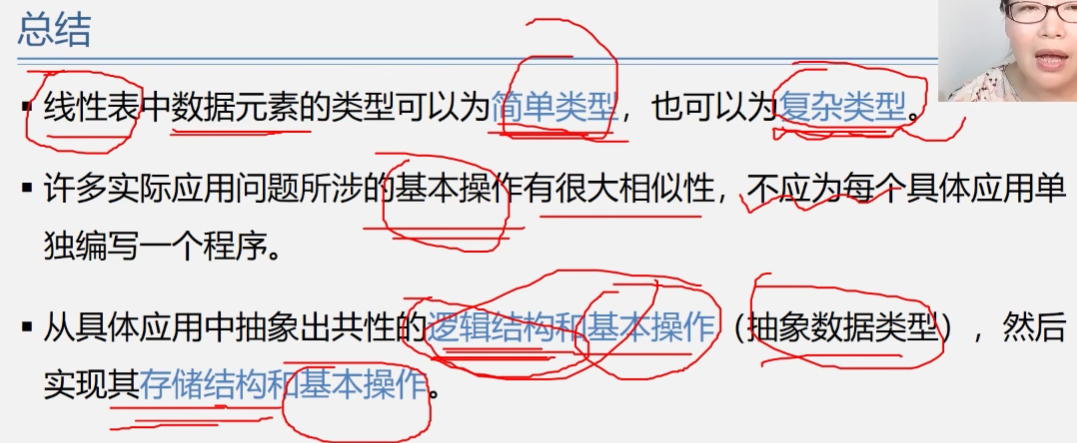 总结
▪ 线性表中数据元素的类型可以为简单类型，也可以为复杂类型。
▪ 许多实际应用问题所涉的基本操作有很大相似性，不应为每个具体应用单
独编写一个程序。
▪ 从具体应用中抽象出共性的逻辑结构和基本操作（抽象数据类型），然后
实现其存储结构和基本操作。